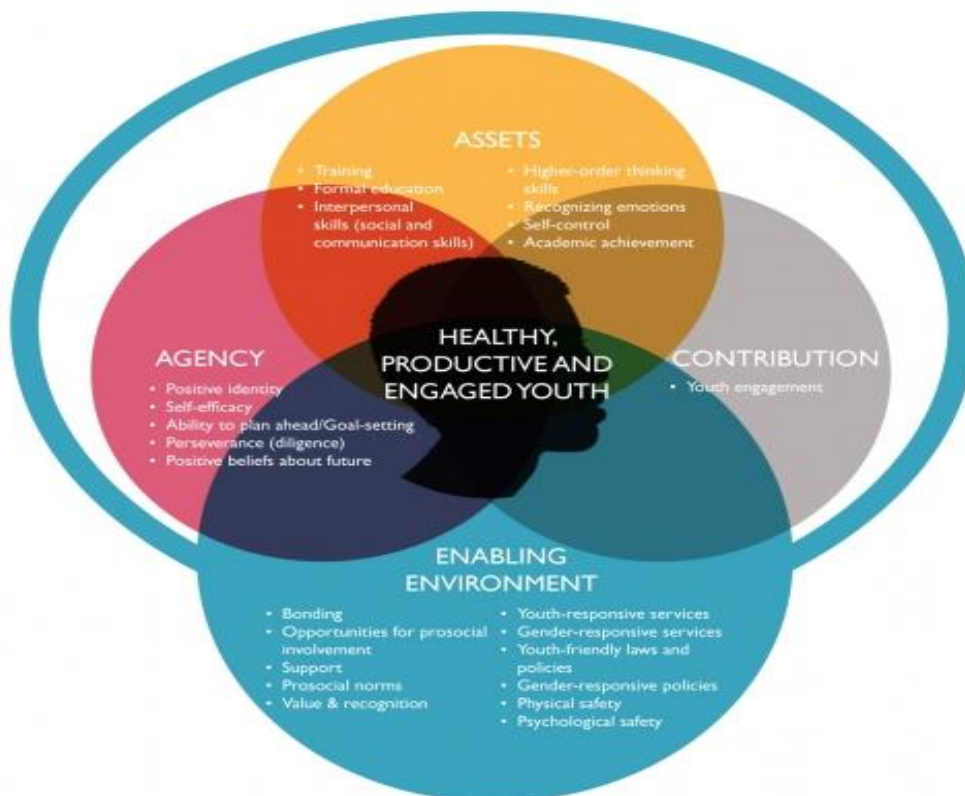 ASSETS
• Training
• Formal education
• Interpersonal
skills (social and
communication skills)
• Higher-order thinking
skills
• Recognizing emotions
• Self-control
• Academic achievement
AGENCY
• Positive identity
• Self-efficacy
• Ability to plan ahead/Goal-setting
• Perseverance (diligence)
• Positive beliefs about future
HEALTHY,
PRODUCTIVE AND
ENGAGED YOUTH
CONTRIBUTION
• Youth engagement
ENABLING
ENVIRONMENT
• Bonding
• Opportunities for prosocial
involvement
• Support
• Prosocial norms
• Value & recognition
• Youth-responsive services
• Gender-responsive services
• Youth-friendly laws and
policies
• Gender-responsive policies
• Physical safety
• Psychological safety